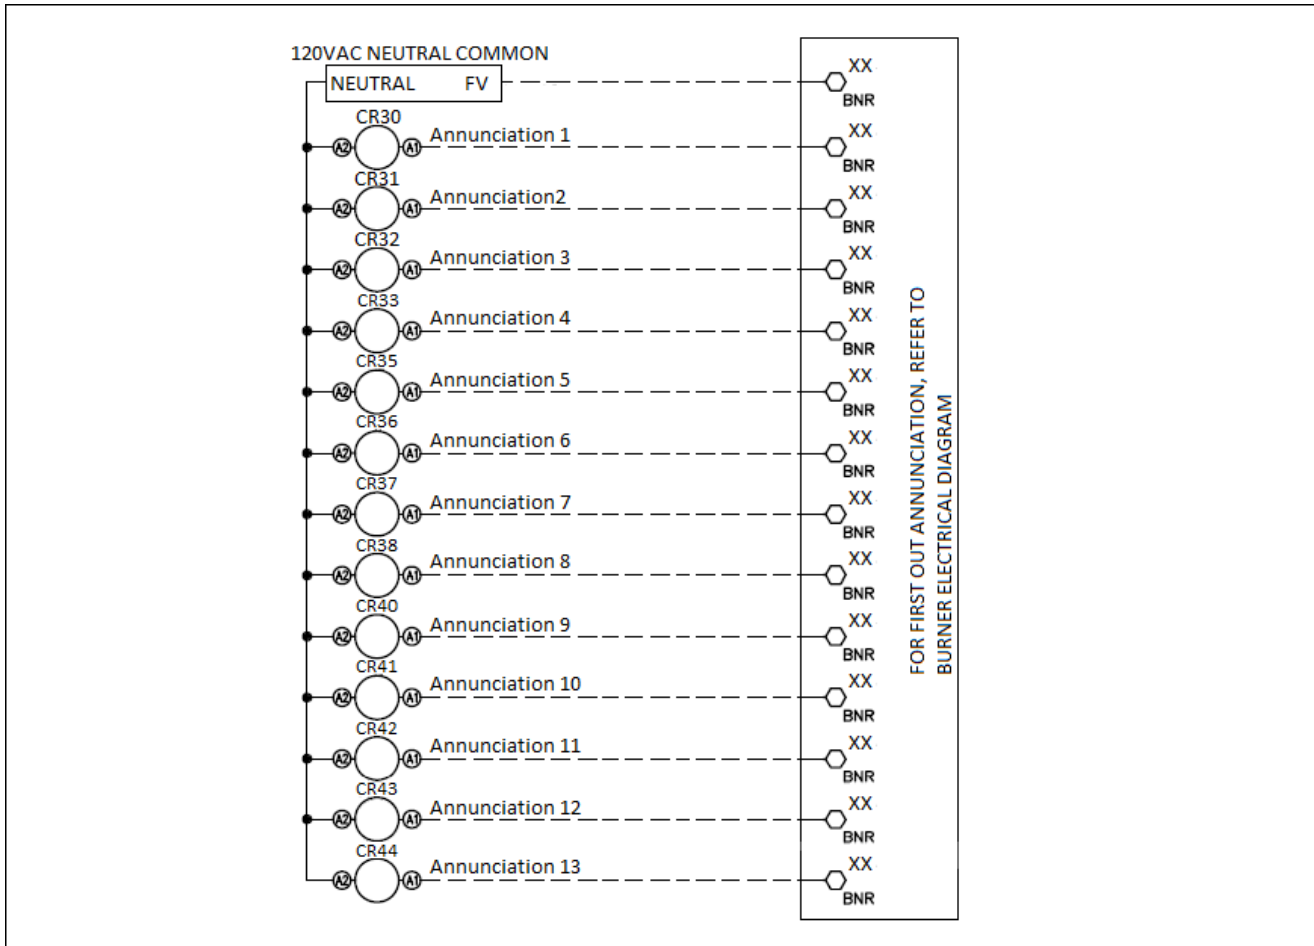 120VAC NEUTRAL COMMON
NEUTRAL FV
XX
BNR
CR30
A2 A1 Annunciation 1
XX
BNR
CR31
A2 A1 Annunciation2
XX
BNR
CR32
A2 A1 Annunciation 3
XX
BNR
CR33
A2 A1 Annunciation 4
XX
BNR
CR35
A2 A1 Annunciation 5
XX
BNR
CR36
A2 A1 Annunciation 6
XX
BNR
CR37
A2 A1 Annunciation 7
XX
BNR
CR38
A2 A1 Annunciation 8
XX
BNR
CR40
A2 A1 Annunciation 9
XX
BNR
CR41
A2 A1 Annunciation 10
XX
BNR
CR42
A2 A1 Annunciation 11
XX
BNR
CR43
A2 A1 Annunciation 12
XX
BNR
CR44
A2 A1 Annunciation 13
XX
BNR
FOR FIRST OUT ANNUNCIATION, REFER TO
BURNER ELECTRICAL DIAGRAM